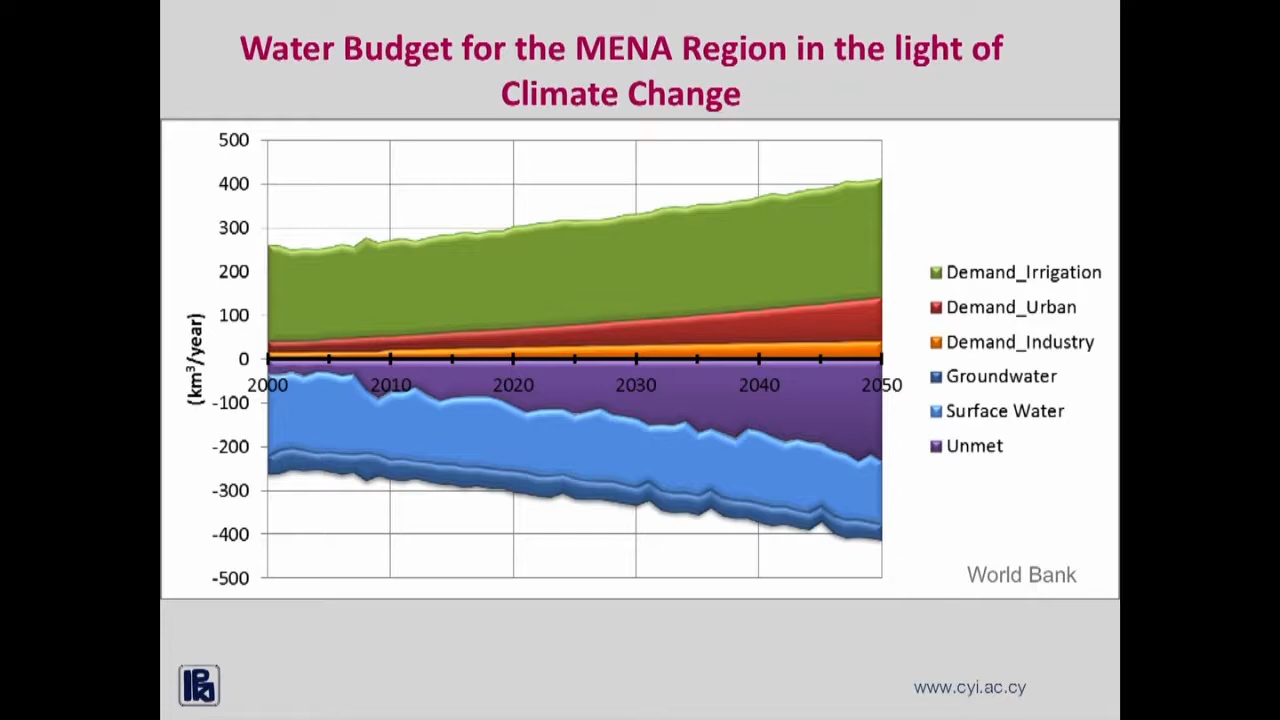 Water Budget for the MENA Region in the light of
Climate Change
500
400
300
200
100
0
-100
-200
-300
-400
-500
(km³/year)
2000 2010 2020 2030 2040 2050
Demand_Irrigation
Demand_Urban
Demand_Industry
Groundwater
Surface Water
Unmet
World Bank
www.cyi.ac.cy